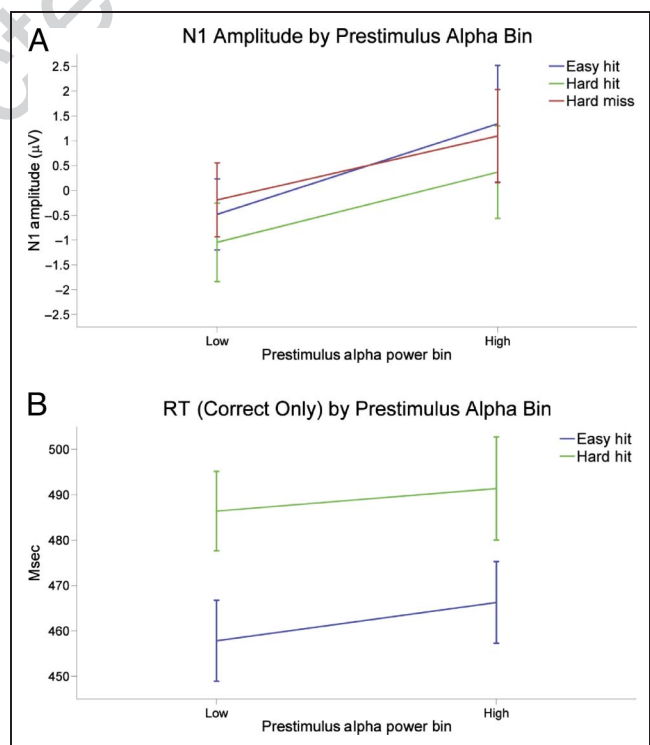 A
N1 Amplitude by Prestimulus Alpha Bin
Easy hit
Hard hit
Hard miss
N1 amplitude (µV)
2.5
2
1.5
1
0.5
0
–0.5
–1
–1.5
–2
–2.5
Low
High
Prestimulus alpha power bin
B
RT (Correct Only) by Prestimulus Alpha Bin
Easy hit
Hard hit
Msec
500
490
480
470
460
450
Low
High
Prestimulus alpha power bin